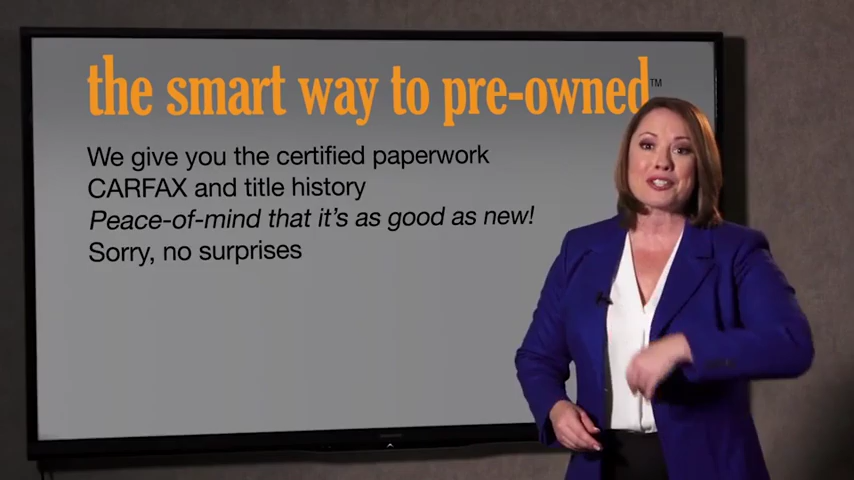 the smart way to pre-owned™
We give you the certified paperwork
CARFAX and title history
Peace-of-mind that it's as good as new!
Sorry, no surprises